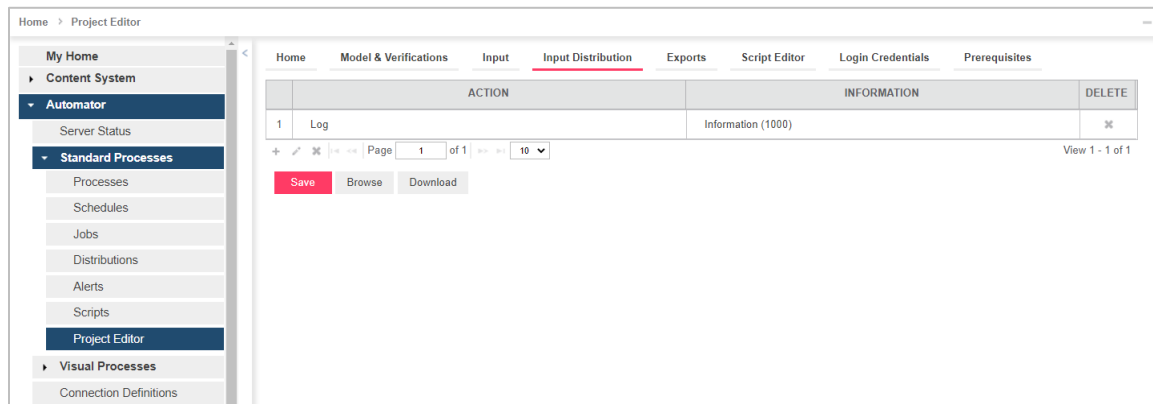 Home > Project Editor
My Home
Content System
Automator
Server Status
Standard Processes
Processes
Schedules
Jobs
Distributions
Alerts
Scripts
Project Editor
Visual Processes
Connection Definitions
Home Model & Verifications Input Input Distribution Exports Script Editor Login Credentials Prerequisites
ACTION INFORMATION DELETE
1 Log Information (1000)
Page 1 of 1 10 View 1 - 1 of 1
Save Browse Download